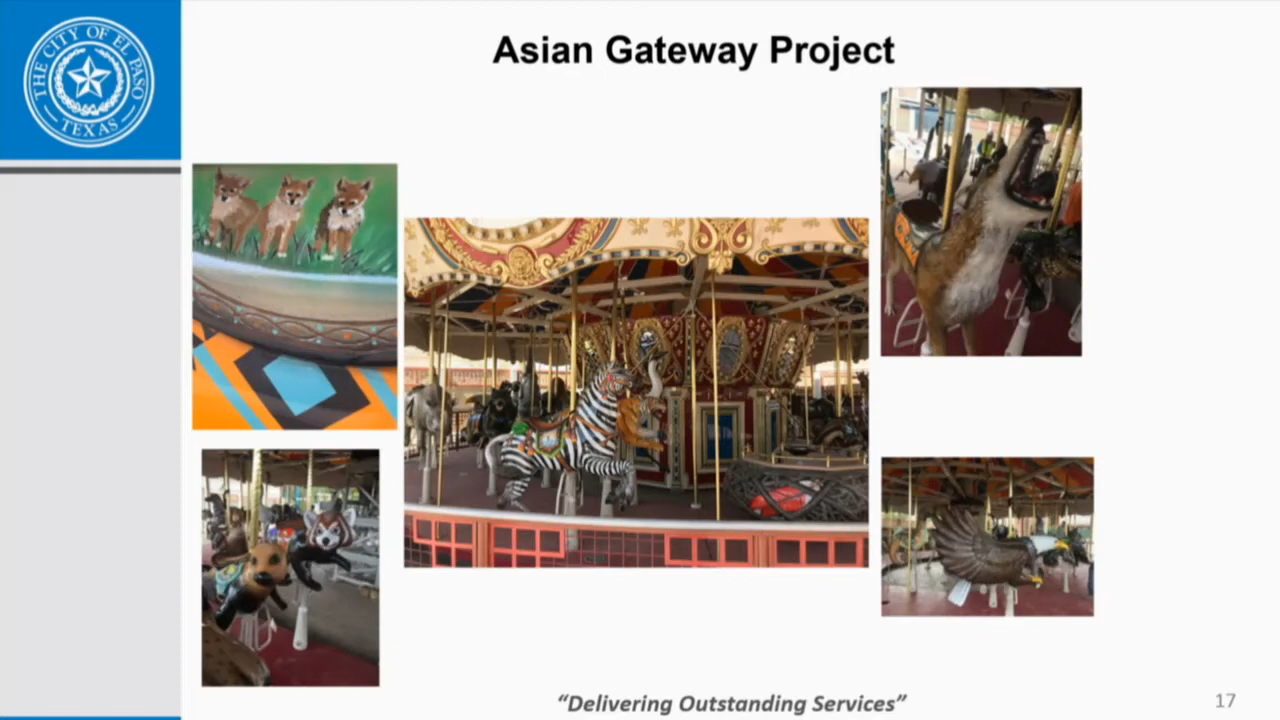 THE CITY OF EL PASO
TEXAS
Asian Gateway Project
“Delivering Outstanding Services”
17